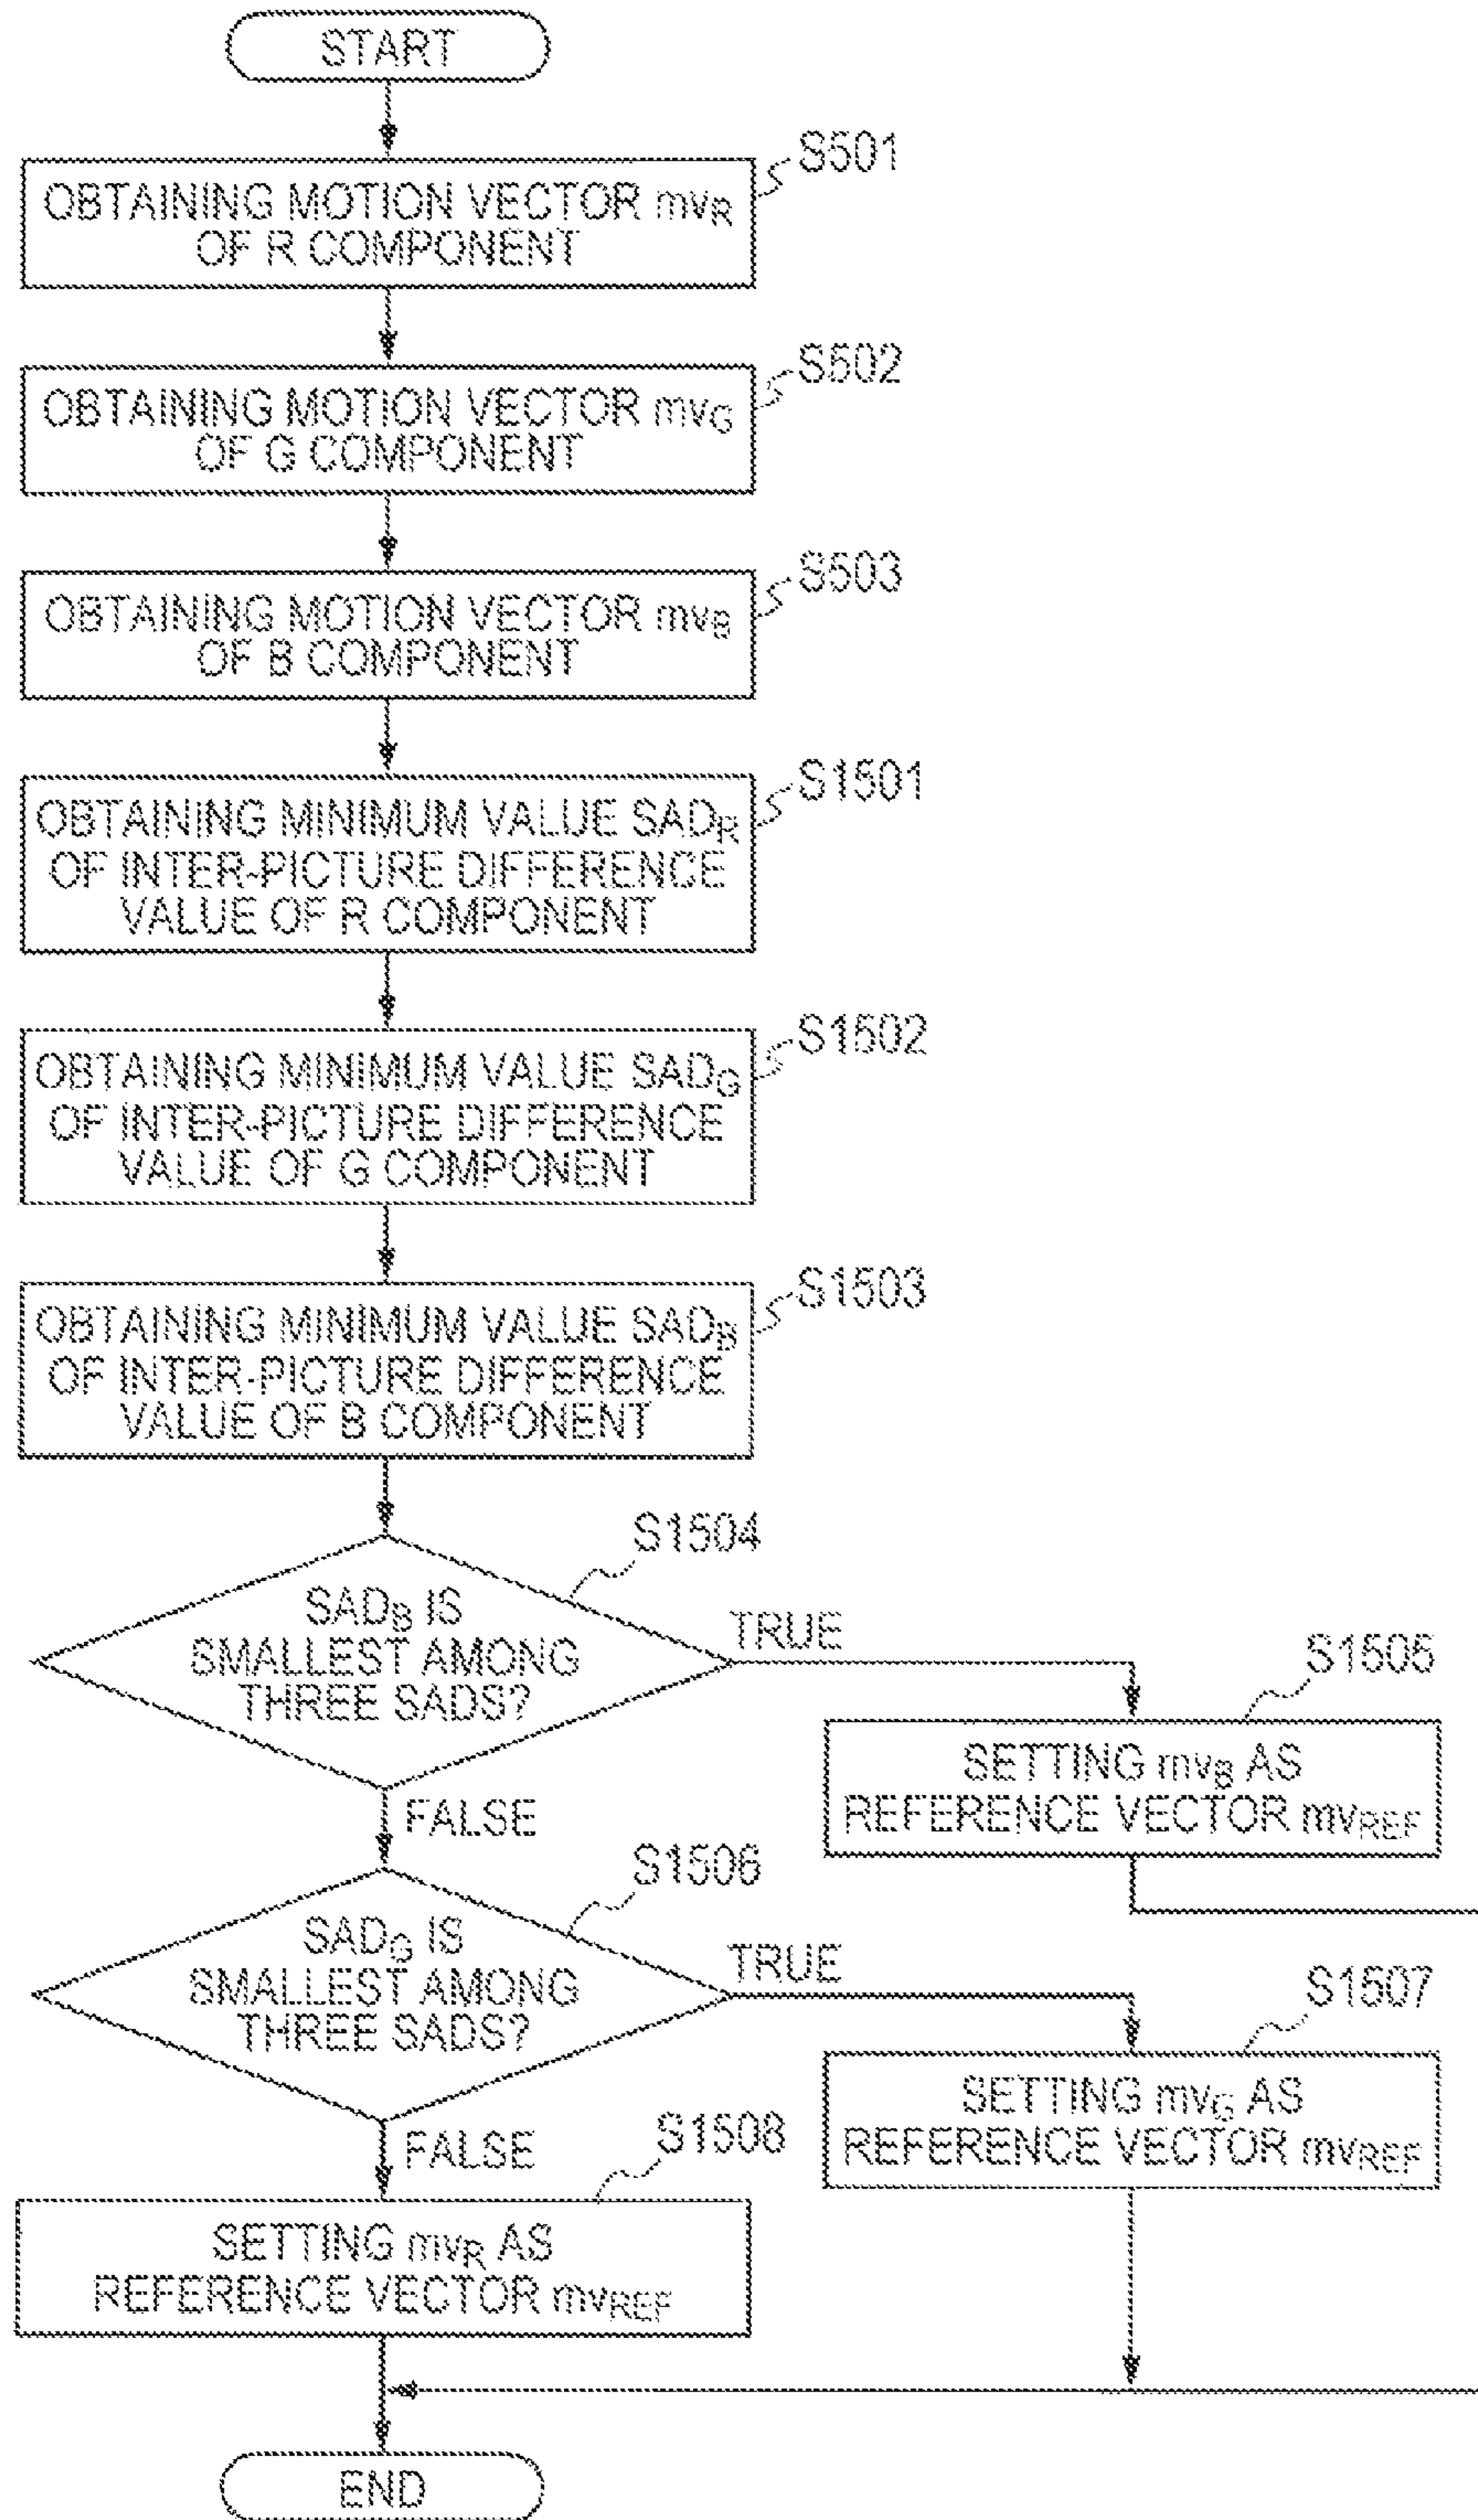 START
S501
OBTAINING MOTION VECTOR mvR
OF R COMPONENT
S502
OBTAINING MOTION VECTOR mvG
OF G COMPONENT
S503
OBTAINING MOTION VECTOR mvB
OF B COMPONENT
S1501
OBTAINING MINIMUM VALUE SADR
OF INTER-PICTURE DIFFERENCE
VALUE OF R COMPONENT
S1502
OBTAINING MINIMUM VALUE SADG
OF INTER-PICTURE DIFFERENCE
VALUE OF G COMPONENT
S1503
OBTAINING MINIMUM VALUE SADB
OF INTER-PICTURE DIFFERENCE
VALUE OF B COMPONENT
S1504
SADB IS
SMALLEST AMONG
THREE SADS?
TRUE
S1505
SETTING mvB AS
REFERENCE VECTOR mvREF
FALSE
S1506
SADG IS
SMALLEST AMONG
THREE SADS?
TRUE
S1507
SETTING mvG AS
REFERENCE VECTOR mvREF
FALSE
S1508
SETTING mvR AS
REFERENCE VECTOR mvREF
END